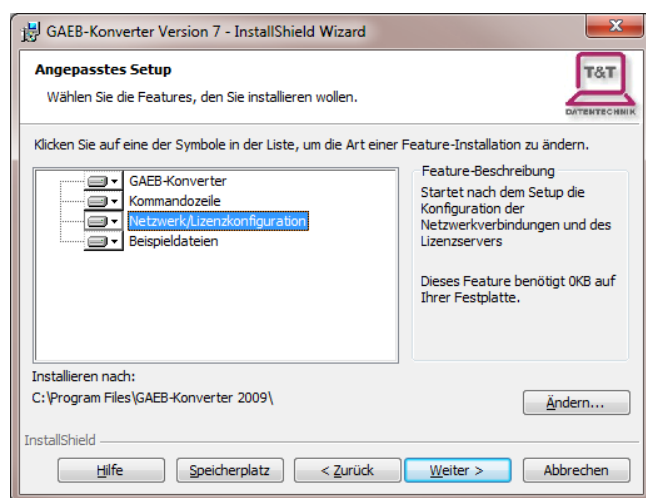 GAEB-Konverter Version 7 - InstallShield Wizard
Angepasstes Setup
Wählen Sie die Features, den Sie installieren wollen.
T&T
DATENTECHNIK
Klicken Sie auf eine der Symbole in der Liste, um die Art einer Feature-Installation zu ändern.
GAEB-Konverter
Kommandozeile
Netzwerk/Lizenzkonfiguration
Beispieldateien
Feature-Beschreibung
Startet nach dem Setup die
Konfiguration der
Netzwerkverbindungen und des
Lizenzservers
Dieses Feature benötigt 0KB auf
Ihrer Festplatte.
Installieren nach:
C:\Program Files\GAEB-Konverter 2009\
Ändern...
InstallShield
Hilfe
Speicherplatz
< Zurück
Weiter >
Abbrechen